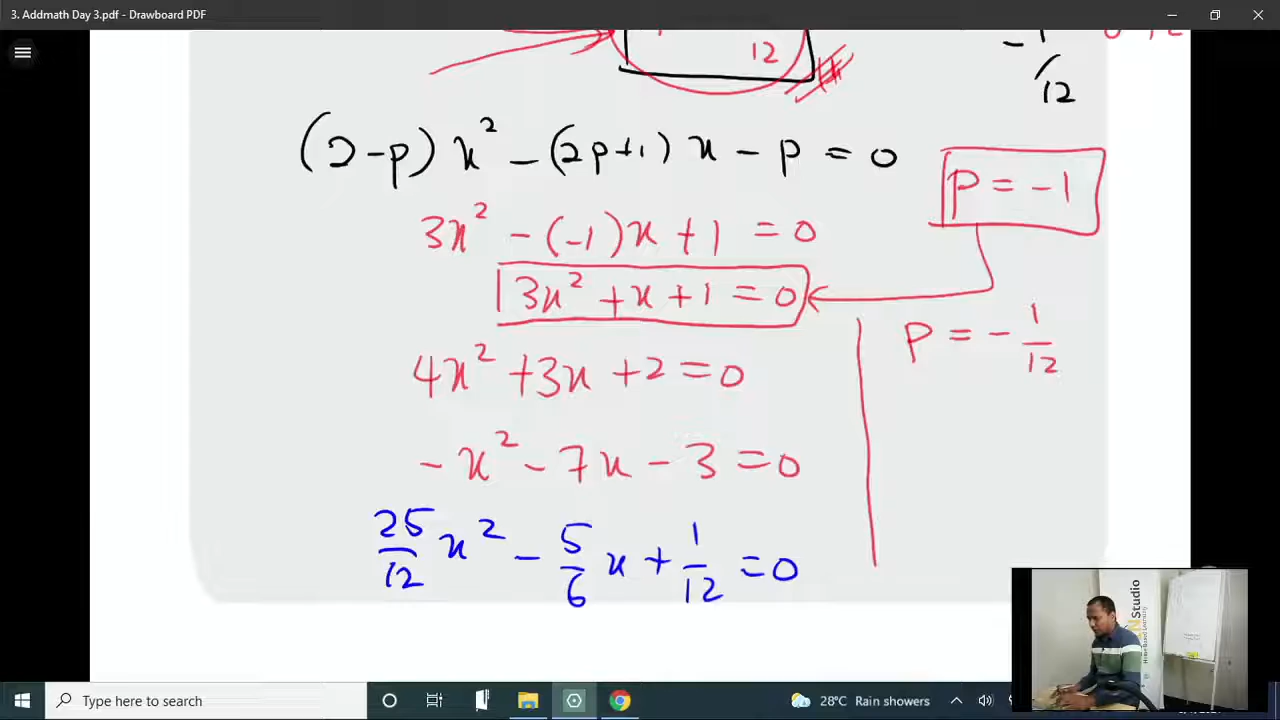 3. Addmath Day 3.pdf - Drawboard PDF
12
- 1/12
(2-p)x² - (2p+1)x - p = 0
p = -1
3x² - (-1)x + 1 = 0
3x² + x + 1 = 0
p = - 1/12
4x² + 3x + 2 = 0
- x² - 7x - 3 = 0
25/12 x² - 5/6 x + 1/12 = 0
Studio
Type here to search
28°C Rain showers